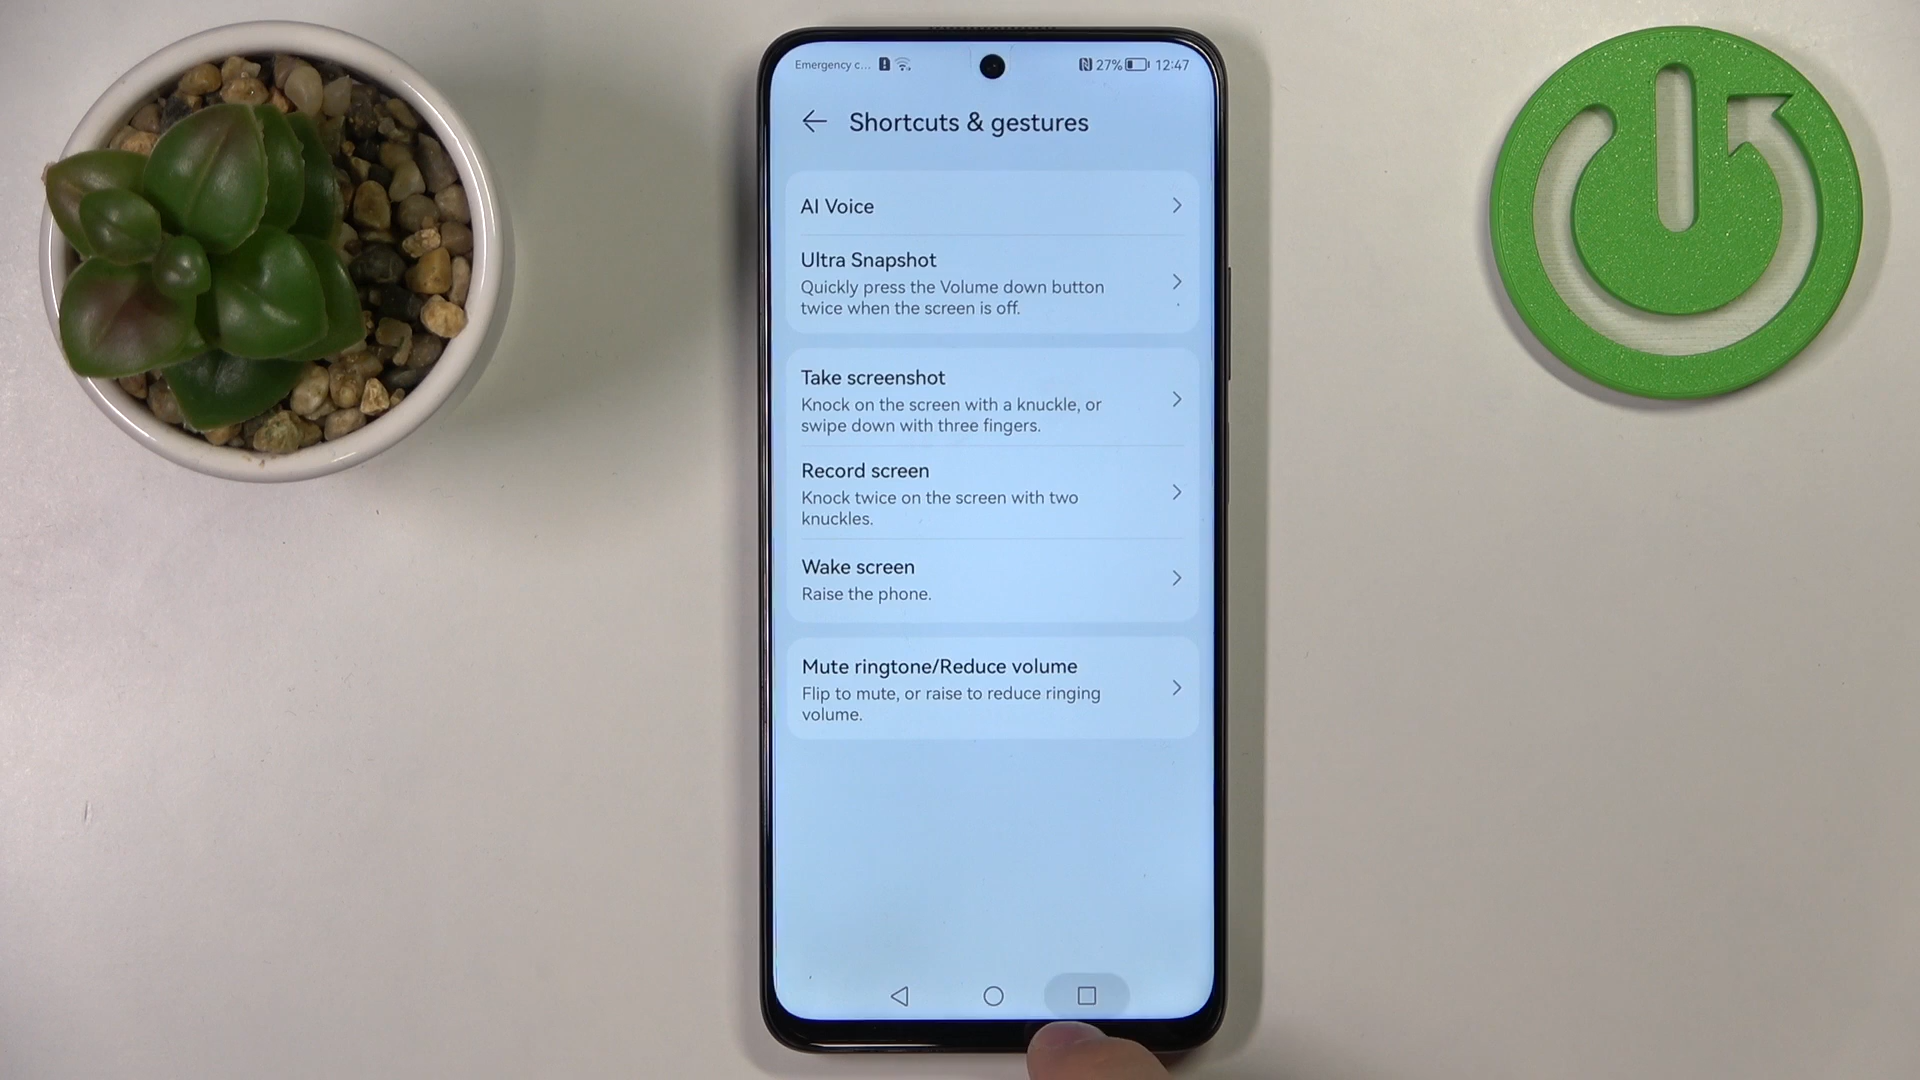 Emergency c... 27% 12:47
Shortcuts & gestures
AI Voice
Ultra Snapshot
Quickly press the Volume down button
twice when the screen is off.
Take screenshot
Knock on the screen with a knuckle, or
swipe down with three fingers.
Record screen
Knock twice on the screen with two
knuckles.
Wake screen
Raise the phone.
Mute ringtone/Reduce volume
Flip to mute, or raise to reduce ringing
volume.